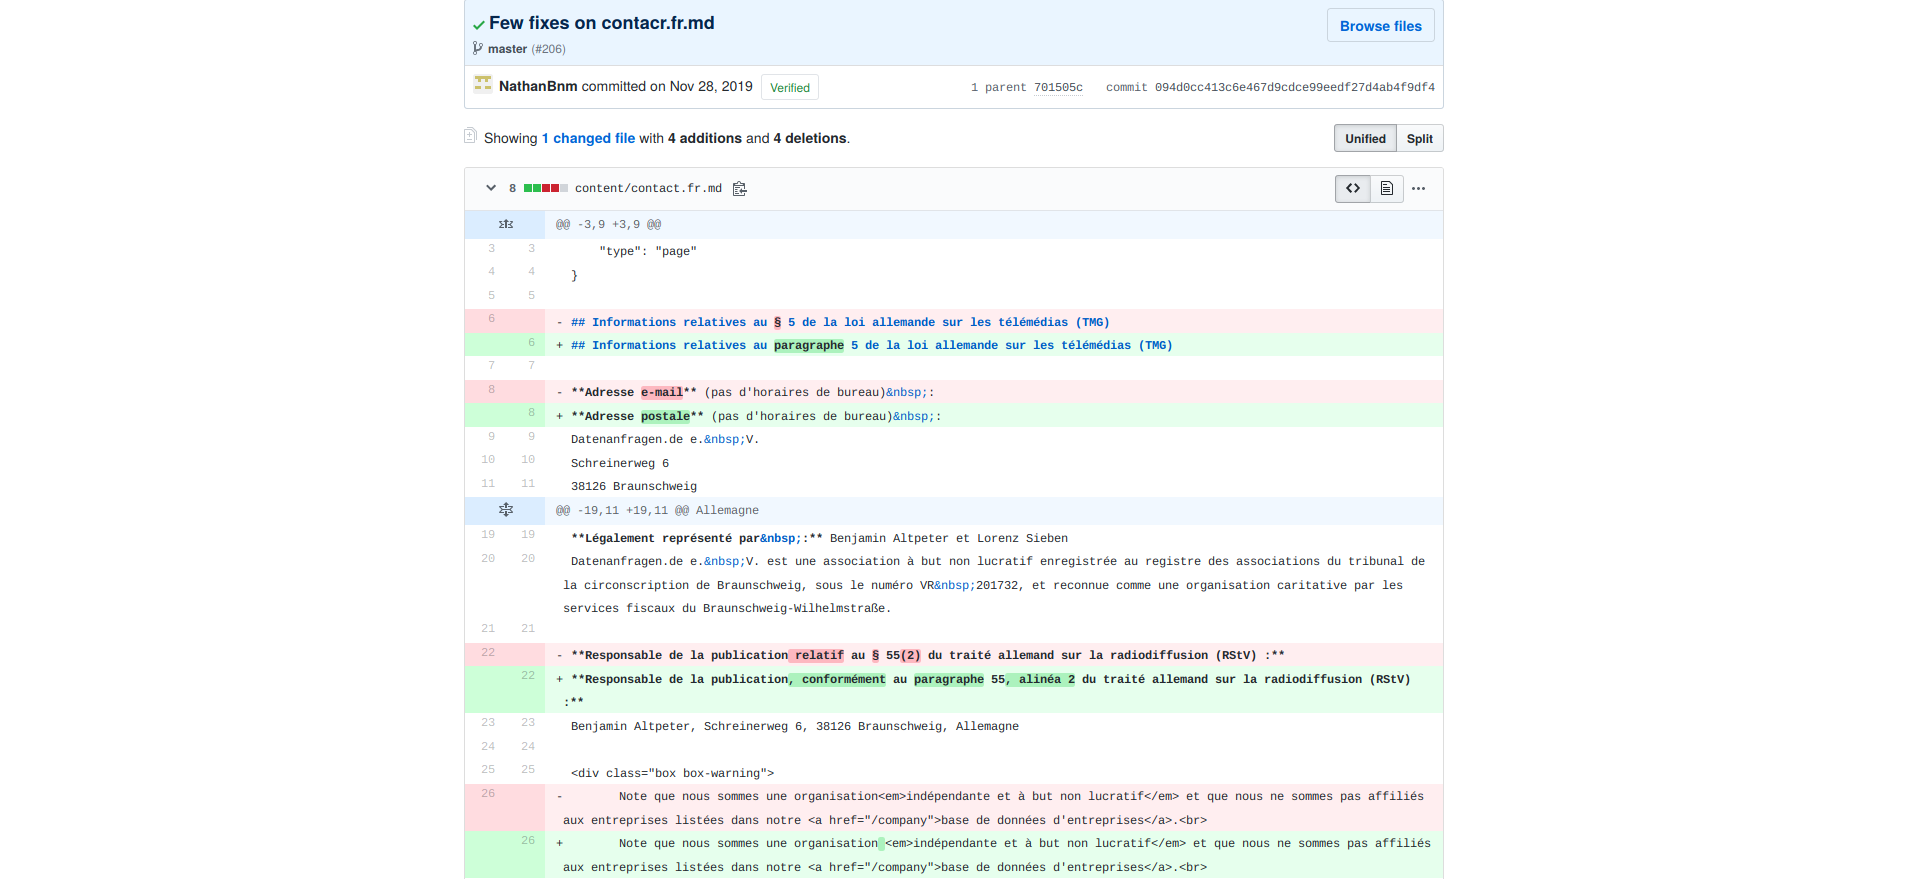 Few fixes on contacr.fr.md
Browse files
master (#206)
NathanBnm committed on Nov 28, 2019 Verified 1 parent 701505c commit 094d0cc413c6e467d9cdce99eedf27d4ab4f9df4
Showing 1 changed file with 4 additions and 4 deletions. Unified Split
8 content/contact.fr.md
@@ -3,9 +3,9 @@
3 3 "type": "page"
4 4 }
5 5
6 - ## Informations relatives au § 5 de la loi allemande sur les télémédias (TMG)
6 + ## Informations relatives au paragraphe 5 de la loi allemande sur les télémédias (TMG)
7 7
8 - **Adresse e-mail** (pas d'horaires de bureau)&nbsp;:
8 + **Adresse postale** (pas d'horaires de bureau)&nbsp;:
9 9 Datenanfragen.de e.&nbsp;V.
10 10 Schreinerweg 6
11 11 38126 Braunschweig
@@ -19,11 +19,11 @@ Allemagne
19 19 **Légalement représenté par&nbsp;:** Benjamin Altpeter et Lorenz Sieben
20 20 Datenanfragen.de e.&nbsp;V. est une association à but non lucratif enregistrée au registre des associations du tribunal de
la circonscription de Braunschweig, sous le numéro VR&nbsp;201732, et reconnue comme une organisation caritative par les
services fiscaux du Braunschweig-Wilhelmstraße.
21 21
22 - **Responsable de la publication relatif au § 55(2) du traité allemand sur la radiodiffusion (RStV) :**
22 + **Responsable de la publication, conformément au paragraphe 55, alinéa 2 du traité allemand sur la radiodiffusion (RStV)
:**
23 23 Benjamin Altpeter, Schreinerweg 6, 38126 Braunschweig, Allemagne
24 24
25 25 <div class="box box-warning">
26 - Note que nous sommes une organisation<em>indépendante et à but non lucratif</em> et que nous ne sommes pas affiliés
aux entreprises listées dans notre <a href="/company">base de données d'entreprises</a>.<br>
26 + Note que nous sommes une organisation <em>indépendante et à but non lucratif</em> et que nous ne sommes pas affiliés
aux entreprises listées dans notre <a href="/company">base de données d'entreprises</a>.<br>